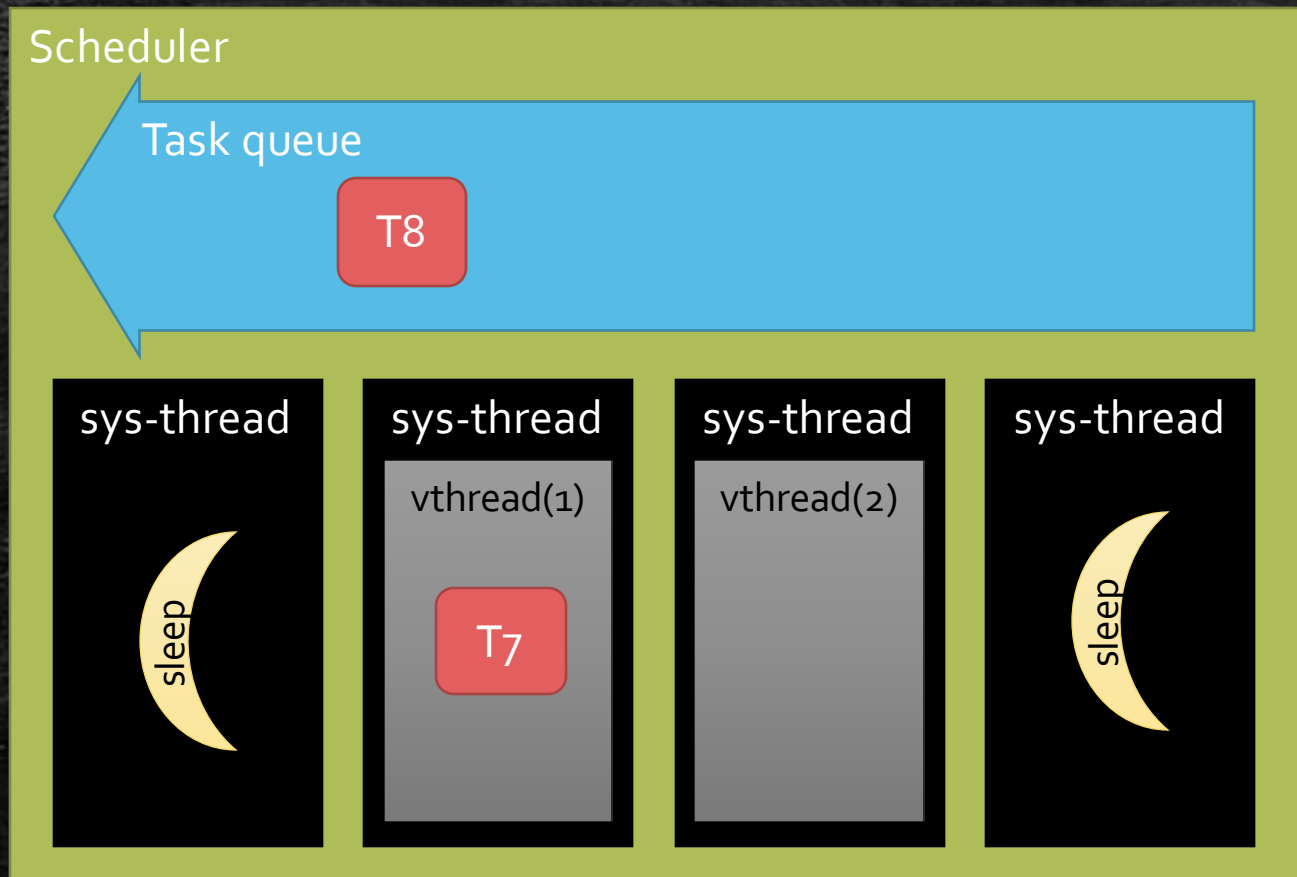 Scheduler
Task queue
T8
sys-thread
sys-thread
sys-thread
sys-thread
vthread(1)
vthread(2)
sleep
T7
sleep